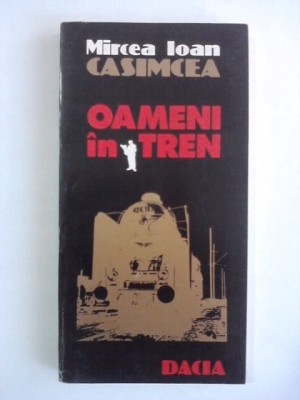 Mircea Ioan
CASIMCEA
OAMENI
în TREN
DACIA